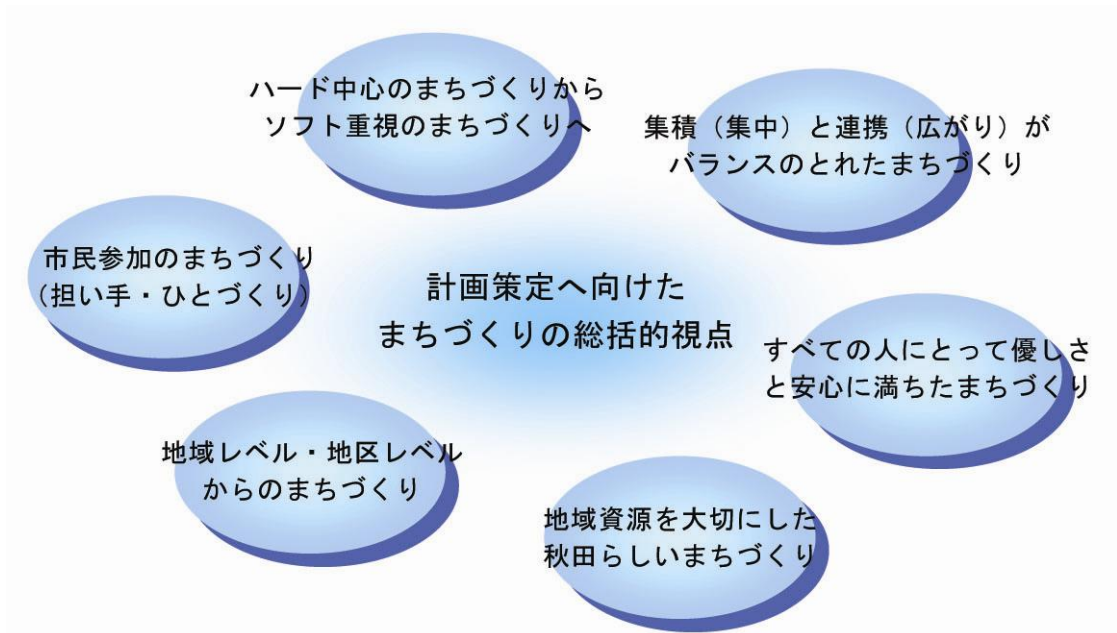 ハード中心のまちづくりから
ソフト重視のまちづくりへ
集積（集中）と連携（広がり）が
バランスのとれたまちづくり
市民参加のまちづくり
（担い手・ひとづくり）
計画策定へ向けた
まちづくりの総括的視点
すべての人にとって優しさ
と安心に満ちたまちづくり
地域レベル・地区レベル
からのまちづくり
地域資源を大切にした
秋田らしいまちづくり